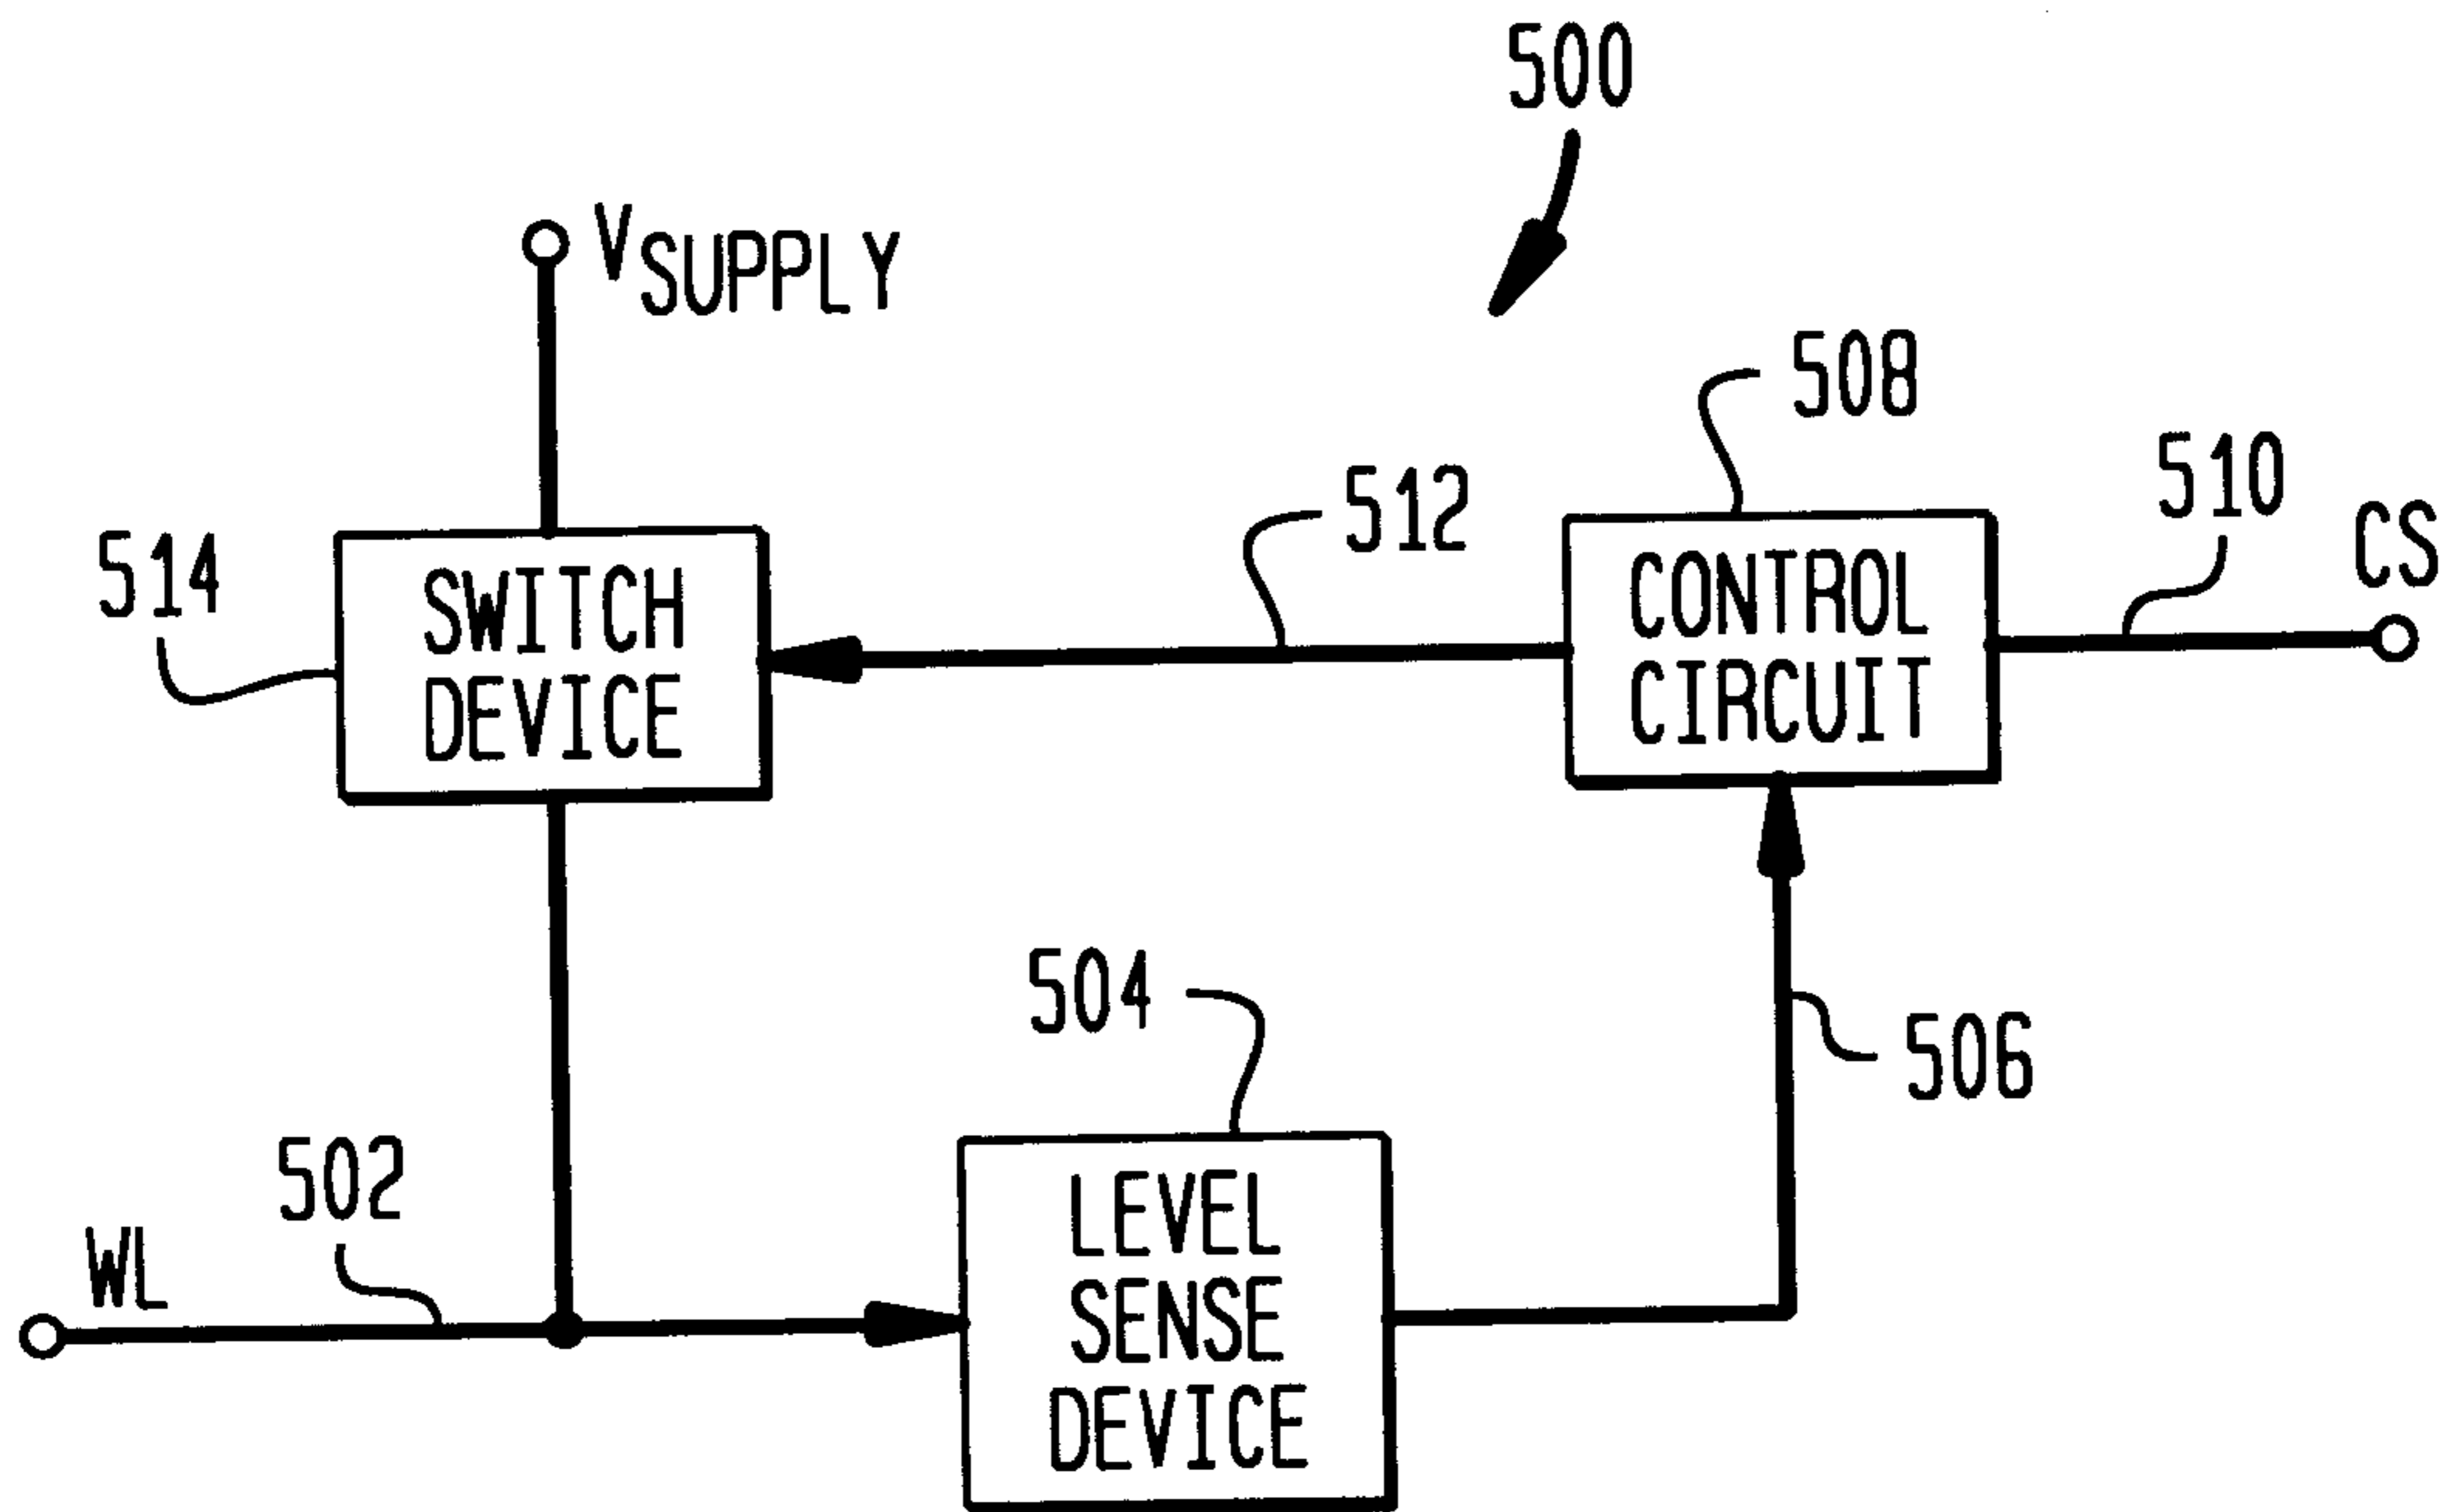 500
VSUPPLY
508
510
512
CS
514
SWITCH
DEVICE
CONTROL
CIRCUIT
504
506
502
WL
LEVEL
SENSE
DEVICE